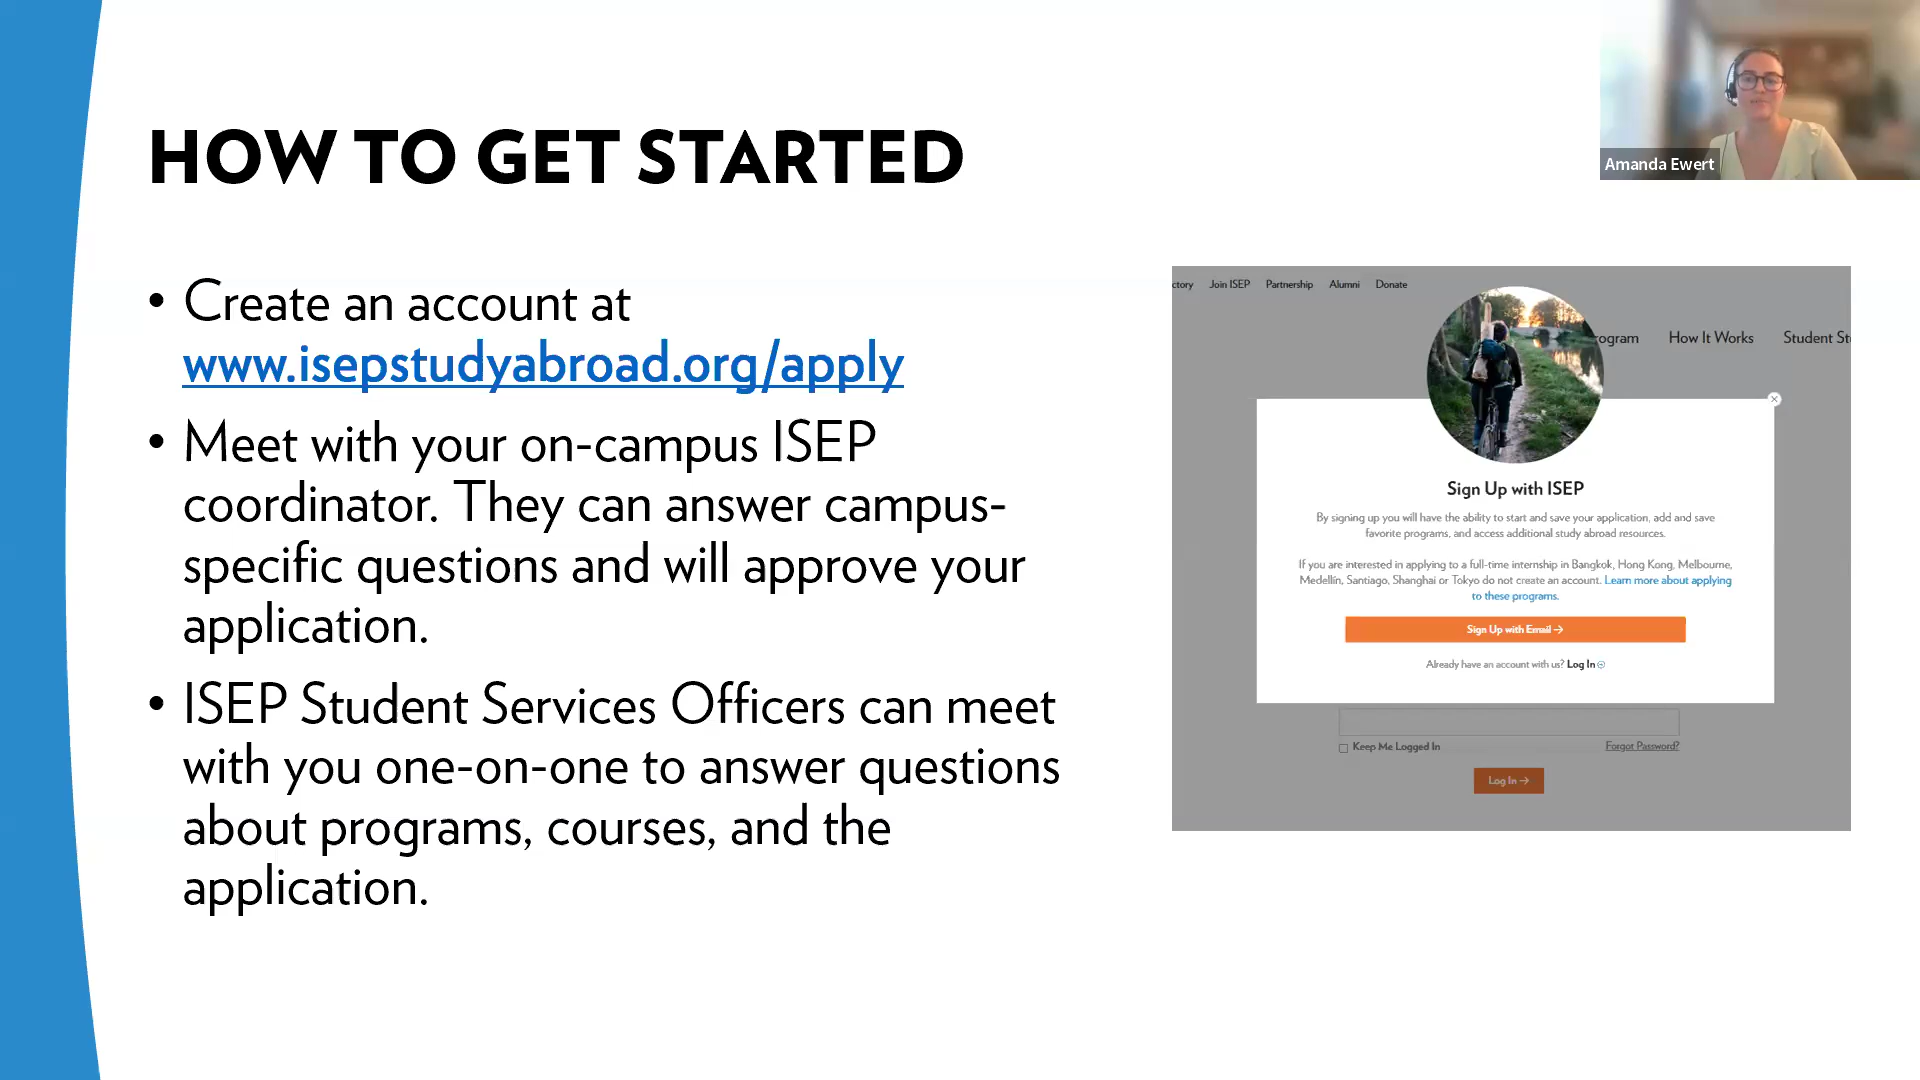 HOW TO GET STARTED
Amanda Ewert
• Create an account at
www.isepstudyabroad.org/apply
• Meet with your on-campus ISEP
coordinator. They can answer campus-
specific questions and will approve your
application.
• ISEP Student Services Officers can meet
with you one-on-one to answer questions
about programs, courses, and the
application.
ctory Join ISEP Partnership Alumni Donate
rogram How It Works Student St
Sign Up with ISEP
By signing up you will have the ability to start and save your application, add and save
favorite programs, and access additional study abroad resources.
If you are interested in applying to a full-time internship in Bangkok, Hong Kong, Melbourne,
Medellín, Santiago, Shanghai or Tokyo do not create an account. Learn more about applying
to these programs.
Sign Up with Email →
Already have an account with us? Log In
Keep Me Logged In Forgot Password?
Log In →